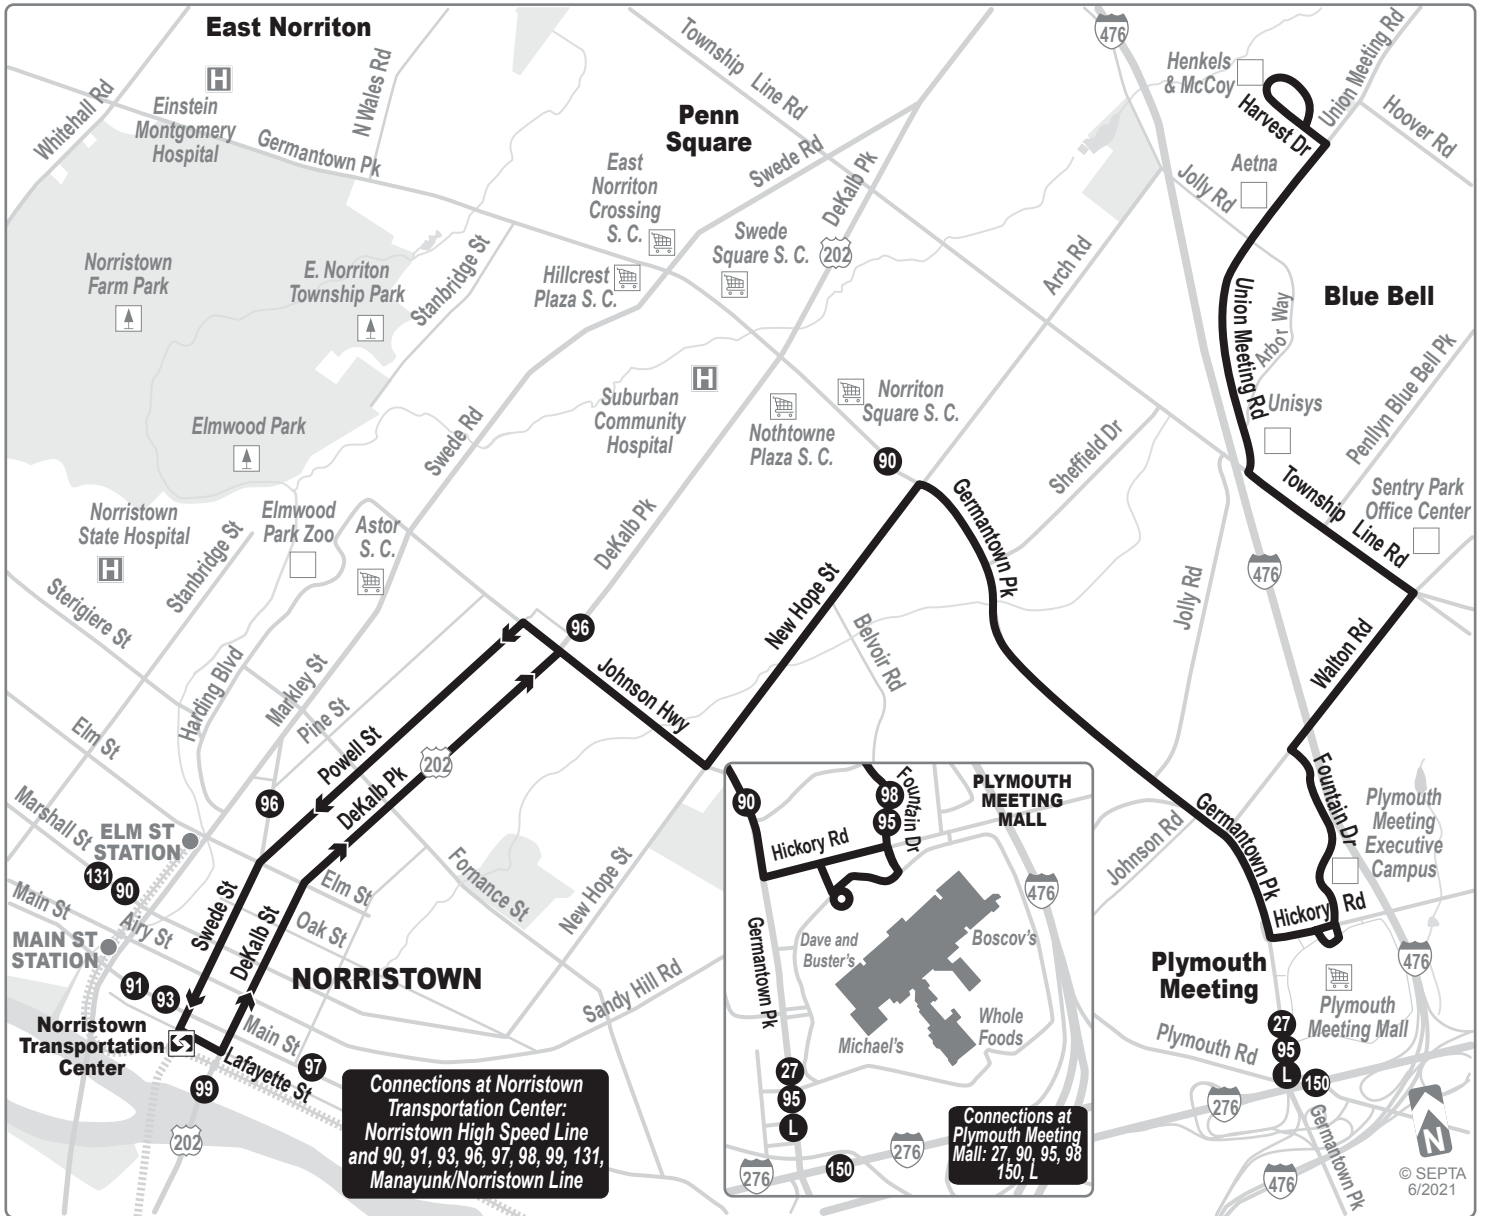 East Norriton
Whitehall Rd
Einstein
Montgomery
Hospital
N Wales Rd
Germantown Pk
Township Line Rd
Penn
Square
Swede Rd
DeKalb Pk
202
East
Norriton
Crossing
S. C.
Swede
Square S. C.
Hillcrest
Plaza S. C.
476
Henkels
& McCoy
Harvest Dr
Union Meeting Rd
Hoover Rd
Aetna
Jolly Rd
Arch Rd
Union Meeting Rd
Arbor Way
Blue Bell
Penllyn Blue Bell Pk
Unisys
Norristown
Farm Park
E. Norriton
Township Park
Stanbridge St
Elmwood Park
Swede Rd
Suburban
Community
Hospital
Nothtowne
Plaza S. C.
Norriton
Square S. C.
90
Germantown Pk
Sheffield Dr
Township Line Rd
Sentry Park
Office Center
476
Norristown
State Hospital
Stanbridge St
Elmwood
Park Zoo
Astor
S. C.
DeKalb Pk
Sterigiere St
Harding Blvd
Markley St
Pine St
96
Johnson Hwy
New Hope St
Belvoir Rd
Jolly Rd
Walton Rd
Elm St
Powell St
DeKalb Pk
202
96
Marshall St
ELM ST
STATION
131
90
Main St
Airy St
MAIN ST
STATION
Swede St
DeKalb St
Elm St
Oak St
Fornance St
New Hope St
Sandy Hill Rd
NORRISTOWN
91
93
Norristown
Transportation
Center
Main St
Lafayette St
97
99
202
Connections at Norristown
Transportation Center:
Norristown High Speed Line
and 90, 91, 93, 96, 97, 98, 99, 131,
Manayunk/Norristown Line
PLYMOUTH
MEETING
MALL
90
98
95
Fountain Dr
Hickory Rd
476
Germantown Pk
Dave and
Buster's
Boscov's
Michael's
Whole
Foods
27
95
L
150
276
276
Connections at
Plymouth Meeting
Mall: 27, 90, 95, 98
150, L
Johnson Rd
Germantown Pk
Fountain Dr
Plymouth
Meeting
Executive
Campus
Hickory Rd
Plymouth
Meeting
476
Plymouth
Meeting Mall
Plymouth Rd
27
95
L
150
276
Germantown Pk
476
N
© SEPTA
6/2021